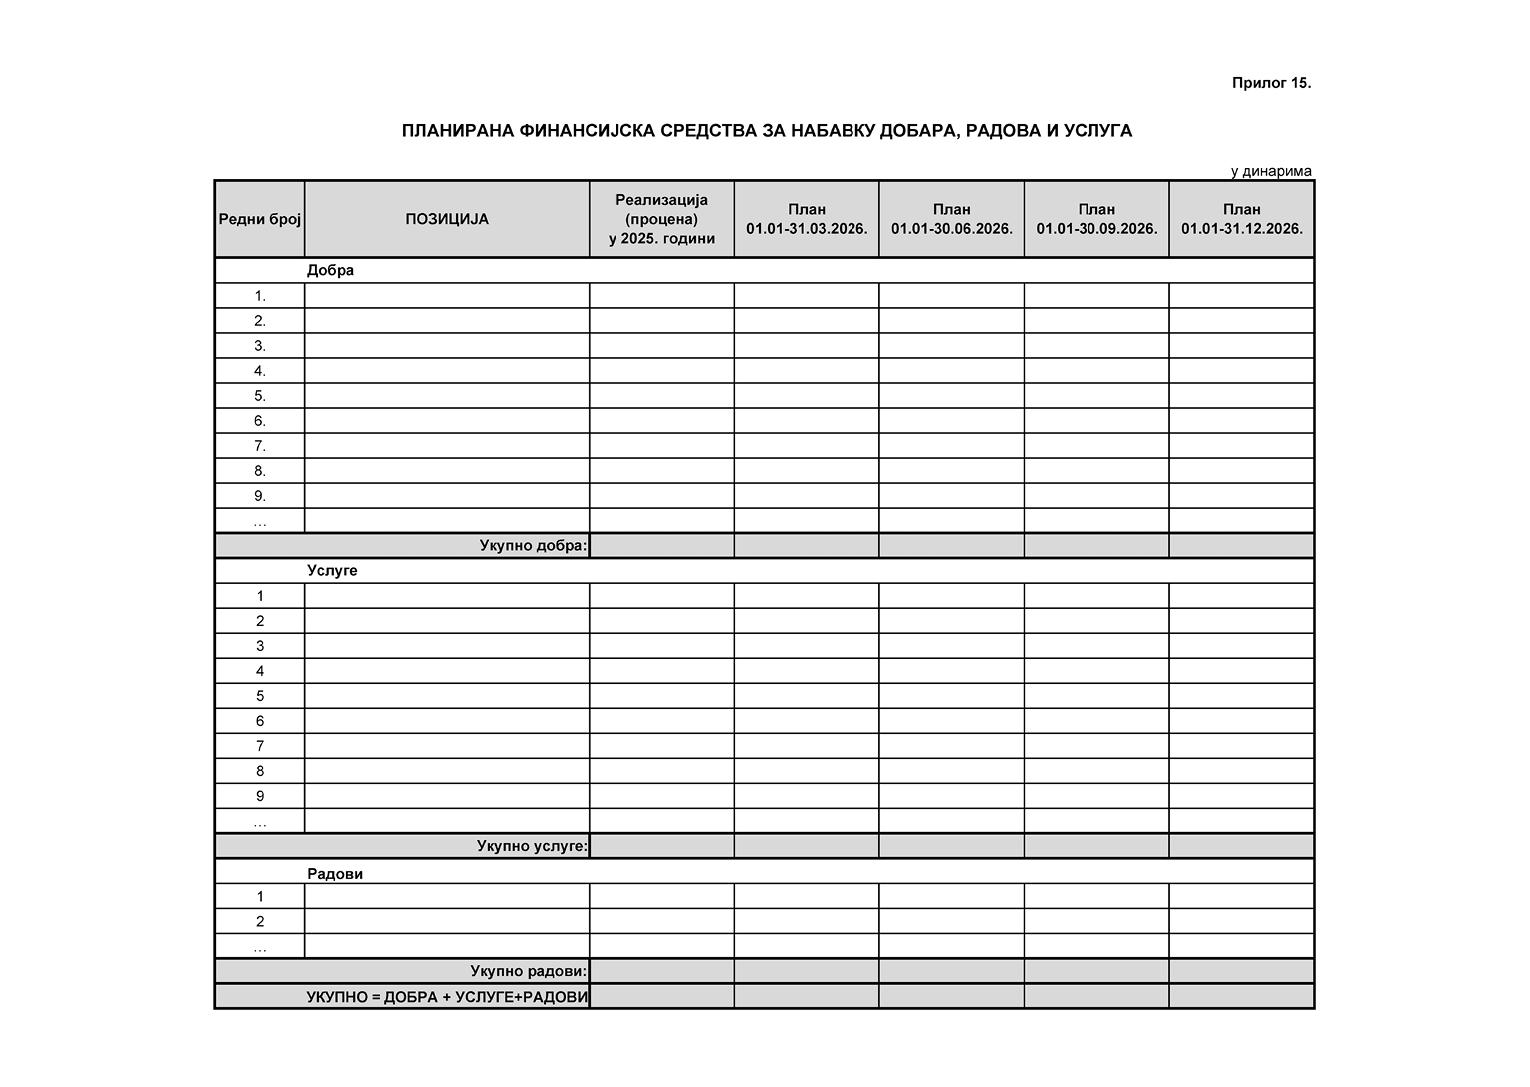 Прилог 15.
ПЛАНИРАНА ФИНАНСИЈСКА СРЕДСТВА ЗА НАБАВКУ ДОБАРА, РАДОВА И УСЛУГА
у динарима
Редни број
ПОЗИЦИЈА
Реализација
(процена)
у 2025. години
План
01.01-31.03.2026.
План
01.01-30.06.2026.
План
01.01-30.09.2026.
План
01.01-31.12.2026.
Добра
1.
2.
3.
4.
5.
6.
7.
8.
9.
...
Укупно добра:
Услуге
1
2
3
4
5
6
7
8
9
...
Укупно услуге:
Радови
1
2
...
Укупно радови:
УКУПНО = ДОБРА + УСЛУГЕ+РАДОВИ